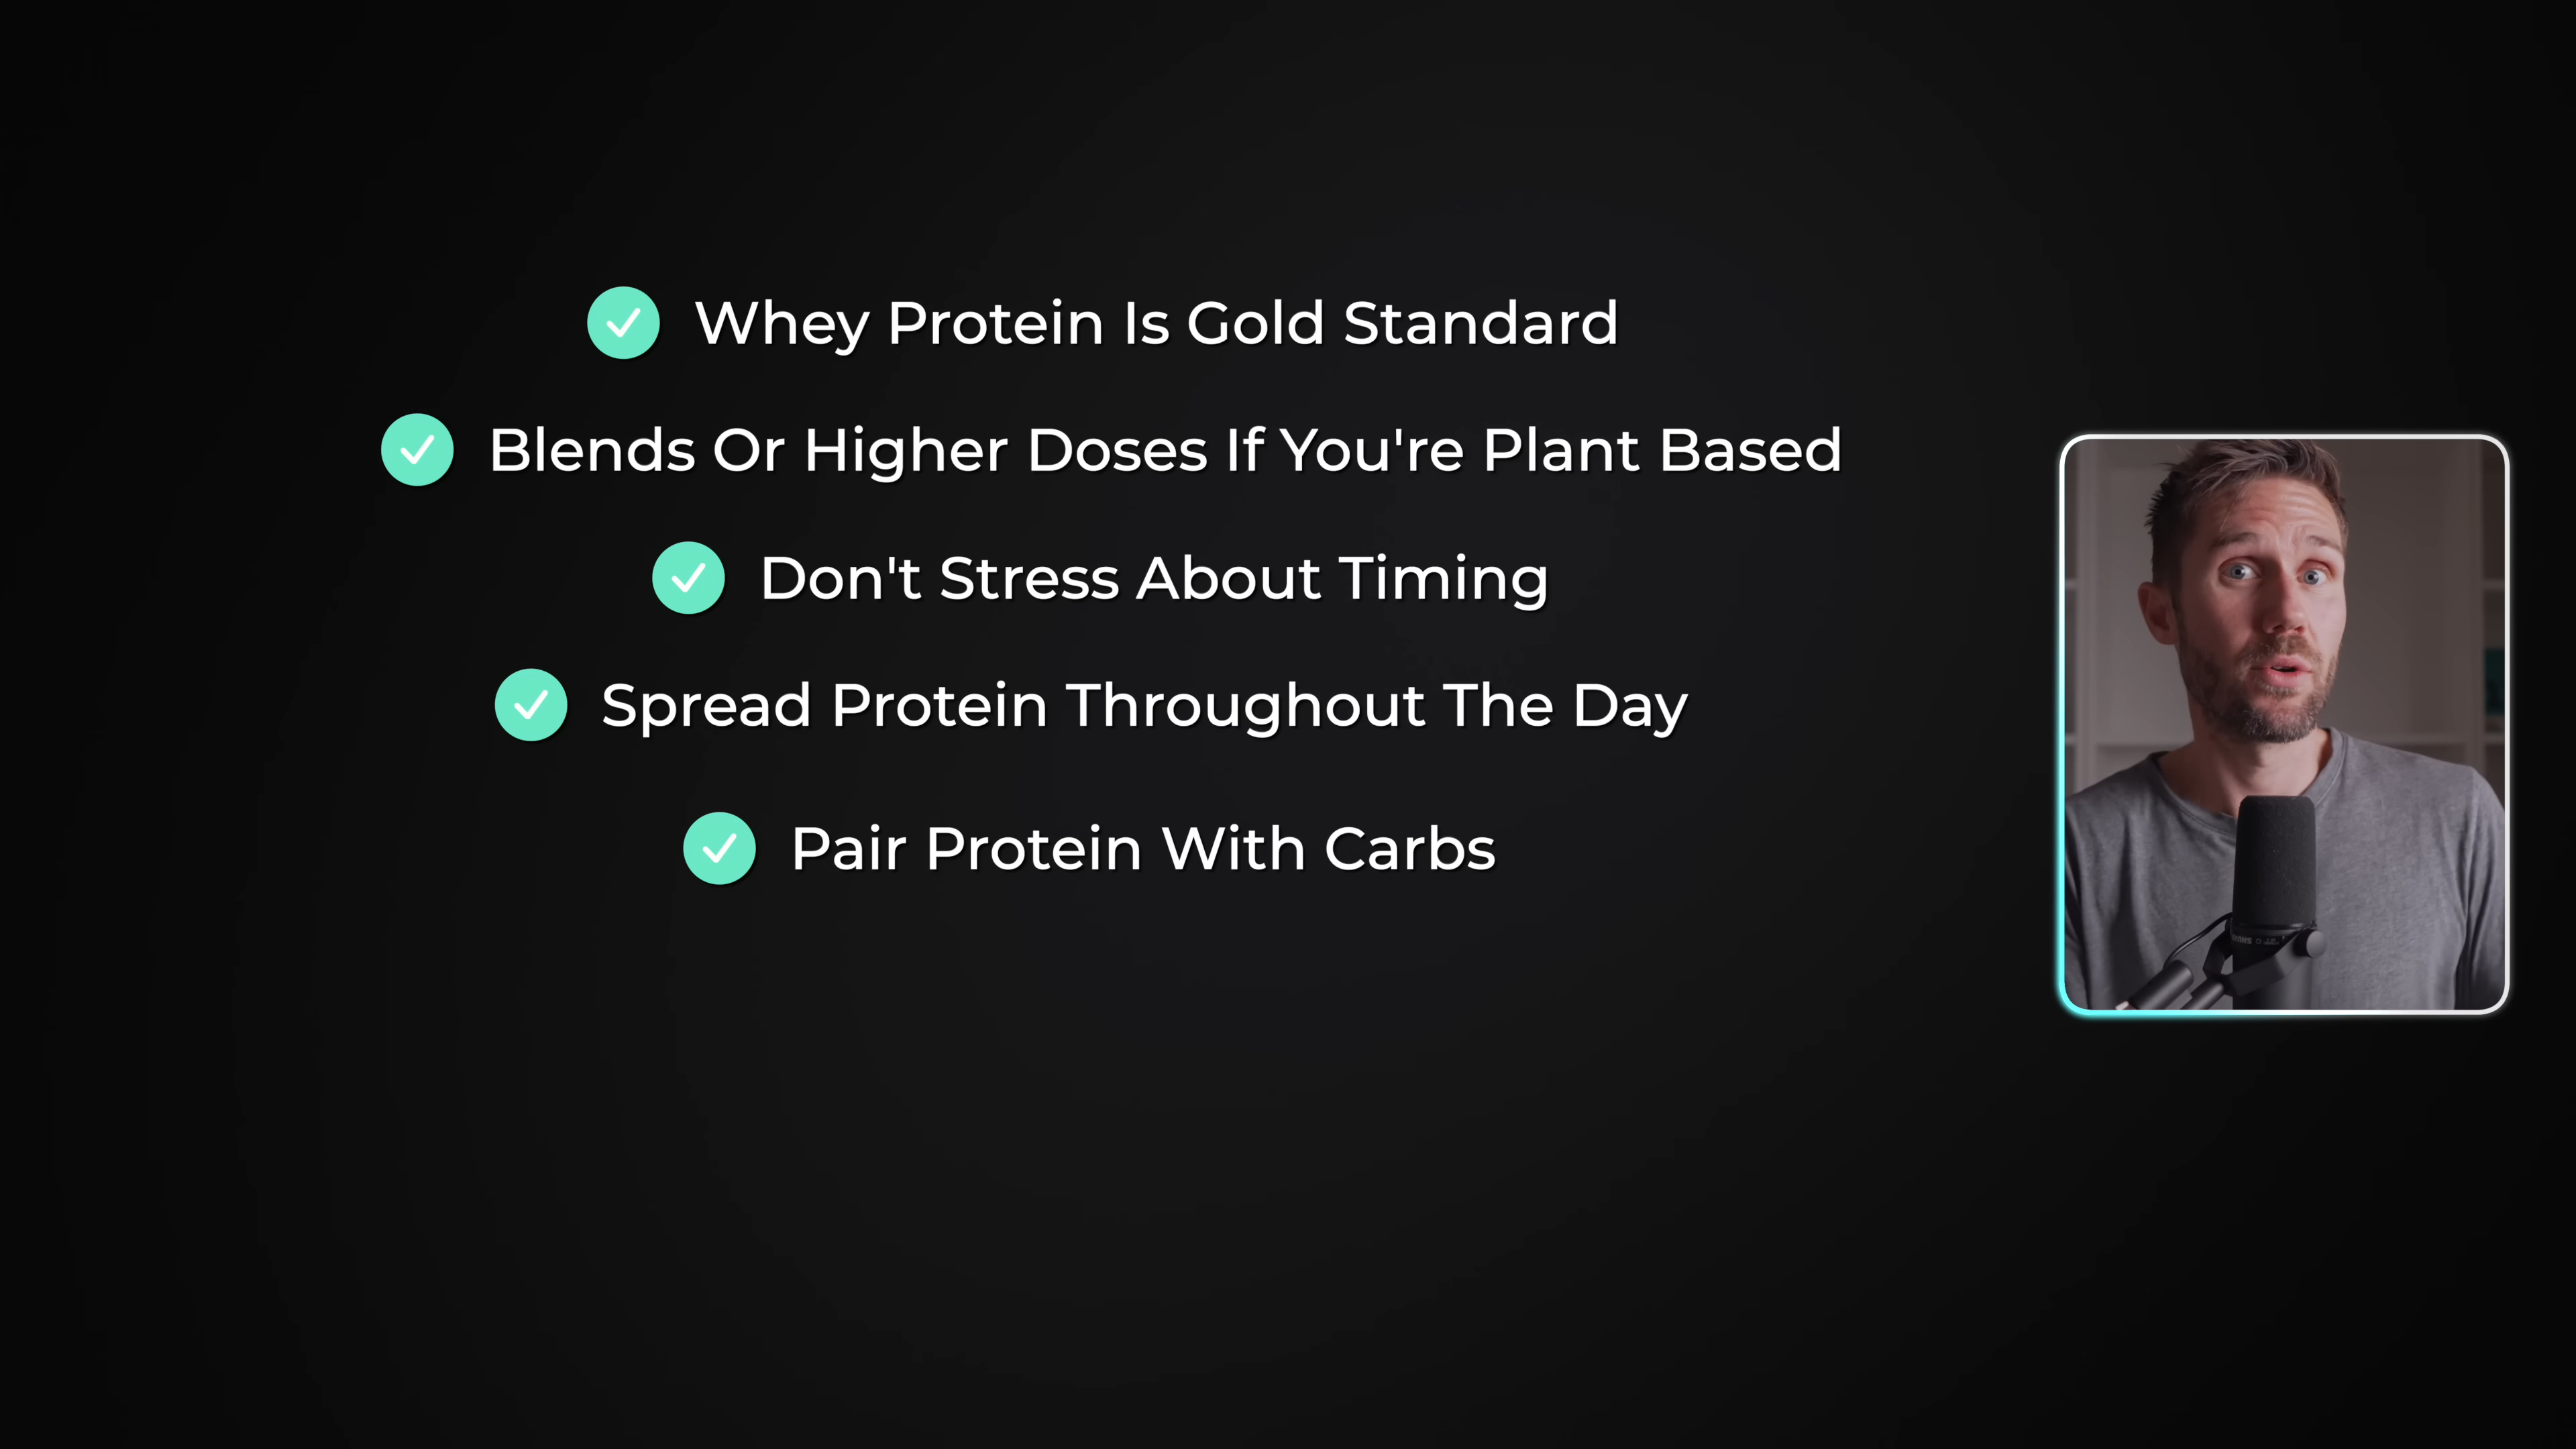 Whey Protein Is Gold Standard
Blends Or Higher Doses If You're Plant Based
Don't Stress About Timing
Spread Protein Throughout The Day
Pair Protein With Carbs